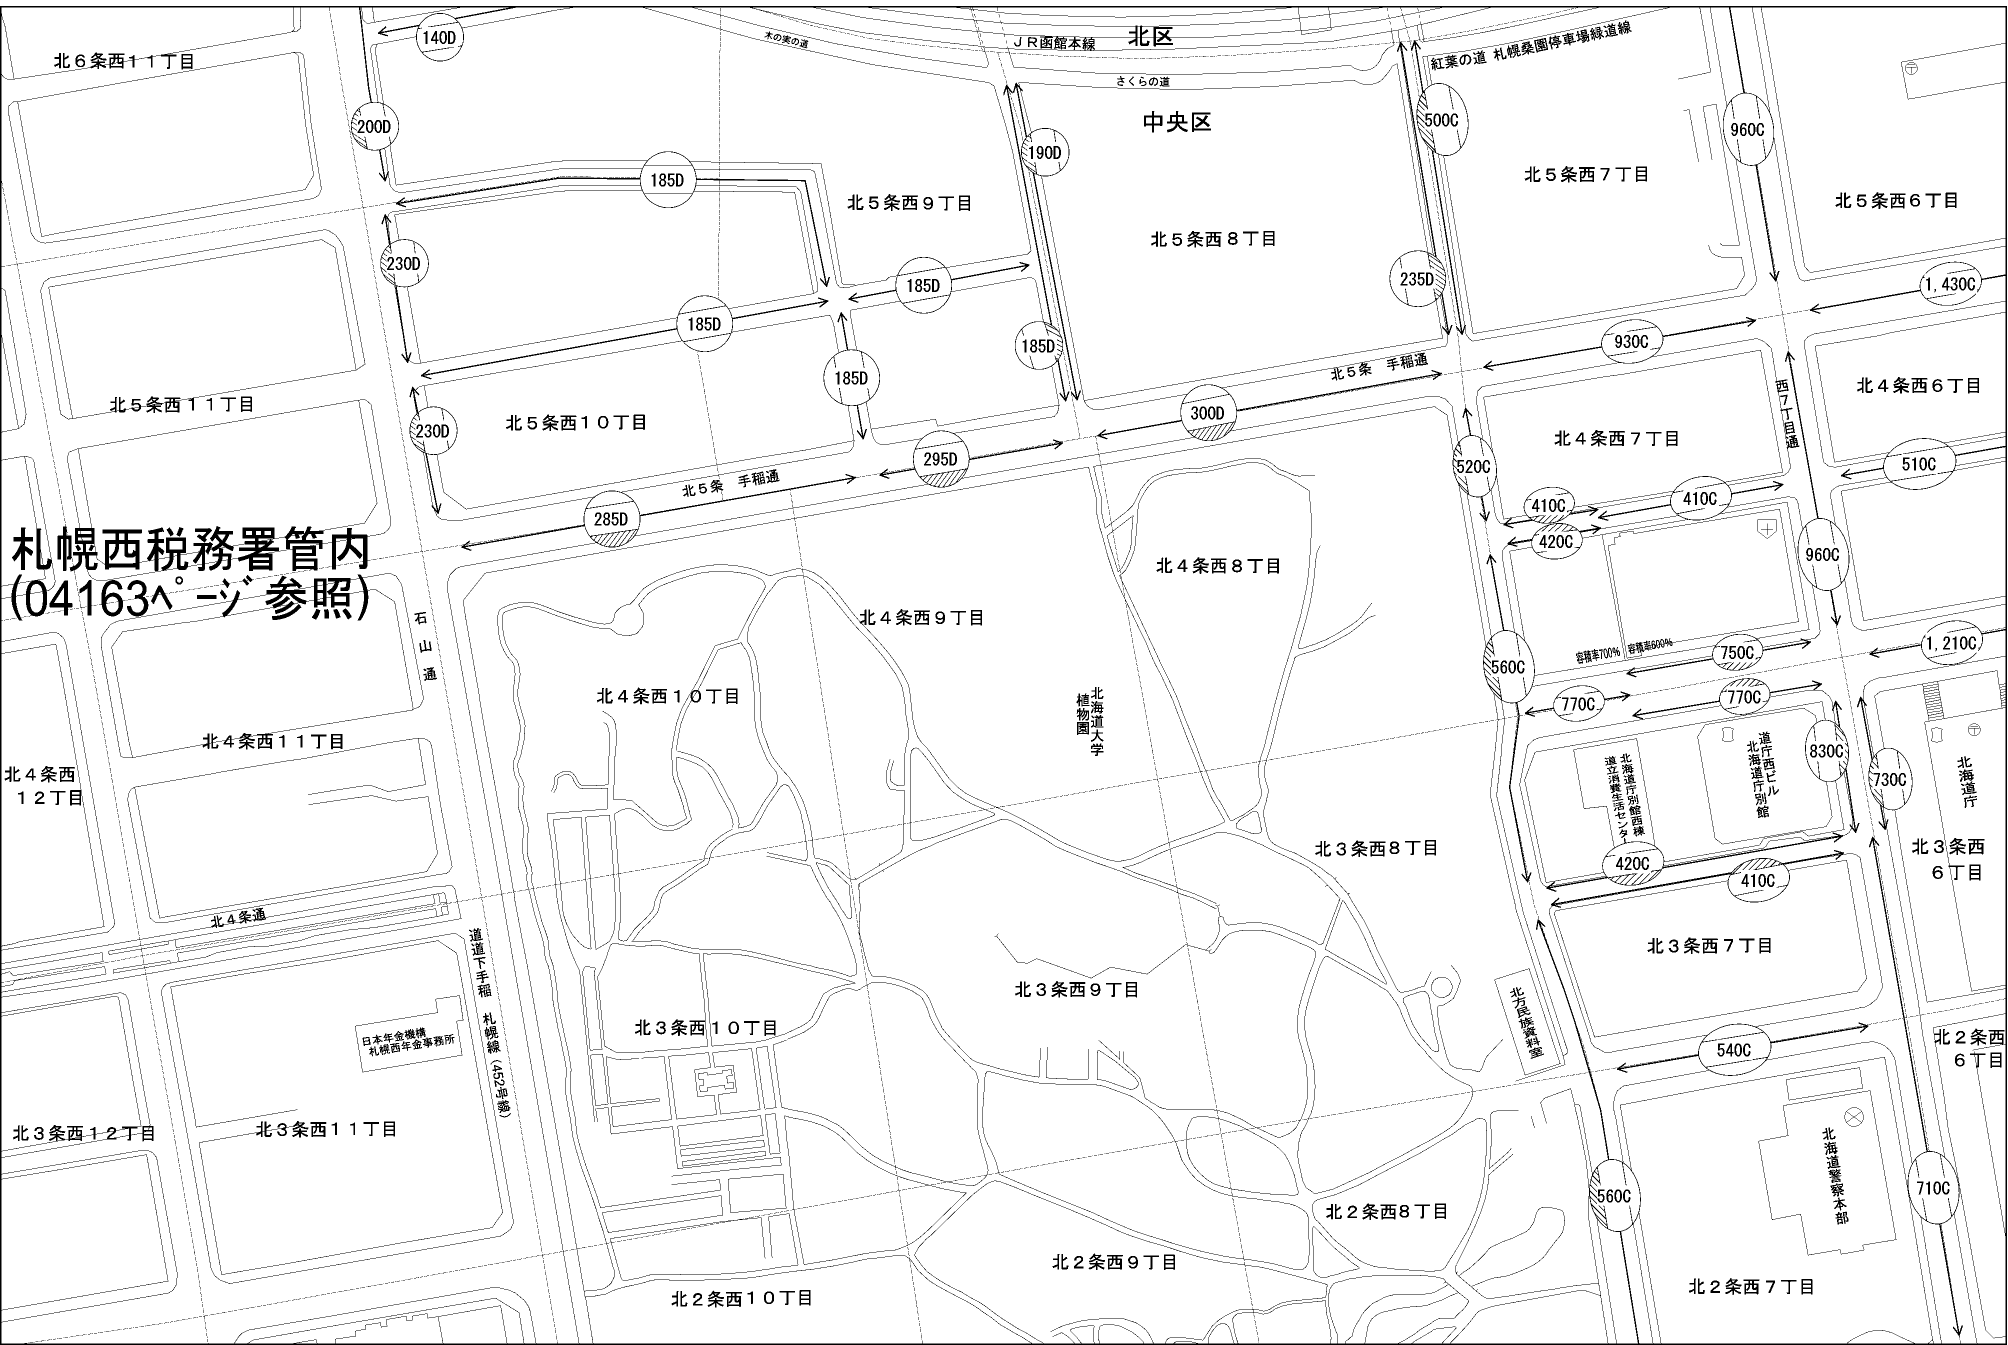 140D
木の実の道
ＪＲ函館本線
北区
紅葉の道 札幌桑園停車場緑道線
北６条西１１丁目
さくらの道
中央区
200D
190D
500C
960C
185D
北５条西９丁目
北５条西８丁目
北５条西７丁目
北５条西６丁目
230D
185D
235D
1,430C
185D
185D
930C
185D
北５条 手稲通
北５条西１１丁目
北５条西１０丁目
230D
300D
西７丁目通
北４条西６丁目
北４条西７丁目
295D
520C
510C
北５条 手稲通
285D
410C
410C
420C
960C
札幌西税務署管内
(04163ﾍﾟｰｼﾞ参照)
石山通
北４条西８丁目
北４条西９丁目
560C
容積率700%
容積率600%
750C
1,210C
北４条西１０丁目
北海道大学
植物園
770C
770C
北４条西１１丁目
830C
730C
北４条西
１２丁目
北海道庁別館西棟
道立消費生活センター
道庁西ビル
北海道庁別館
北海道庁
北３条西８丁目
420C
410C
北３条西
６丁目
北４条通
道道下手稲 札幌線(452号線)
北３条西７丁目
北３条西９丁目
北３条西１０丁目
北方民族資料室
日本年金機構
札幌西年金事務所
540C
北２条西
６丁目
北３条西１２丁目
北３条西１１丁目
北海道警察本部
560C
710C
北２条西８丁目
北２条西９丁目
北２条西１０丁目
北２条西７丁目